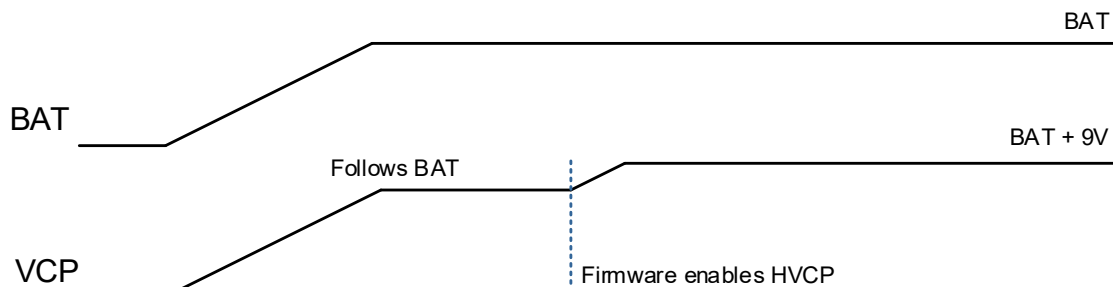 BAT
BAT
BAT + 9V
Follows BAT
VCP
Firmware enables HVCP